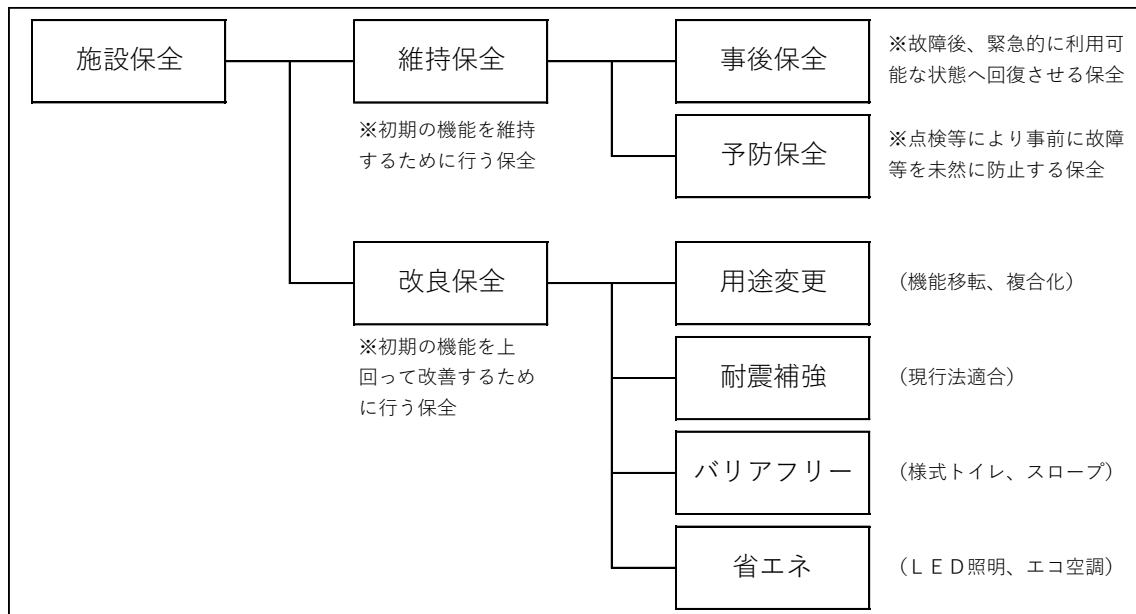 施設保全
維持保全
※初期の機能を維持
するために行う保全
事後保全
※故障後、緊急的に利用可
能な状態へ回復させる保全
予防保全
※点検等により事前に故障
等を未然に防止する保全
改良保全
※初期の機能を上
回って改善するため
に行う保全
用途変更
（機能移転、複合化）
耐震補強
（現行法適合）
バリアフリー
（様式トイレ、スロープ）
省エネ
（ＬＥＤ照明、エコ空調）